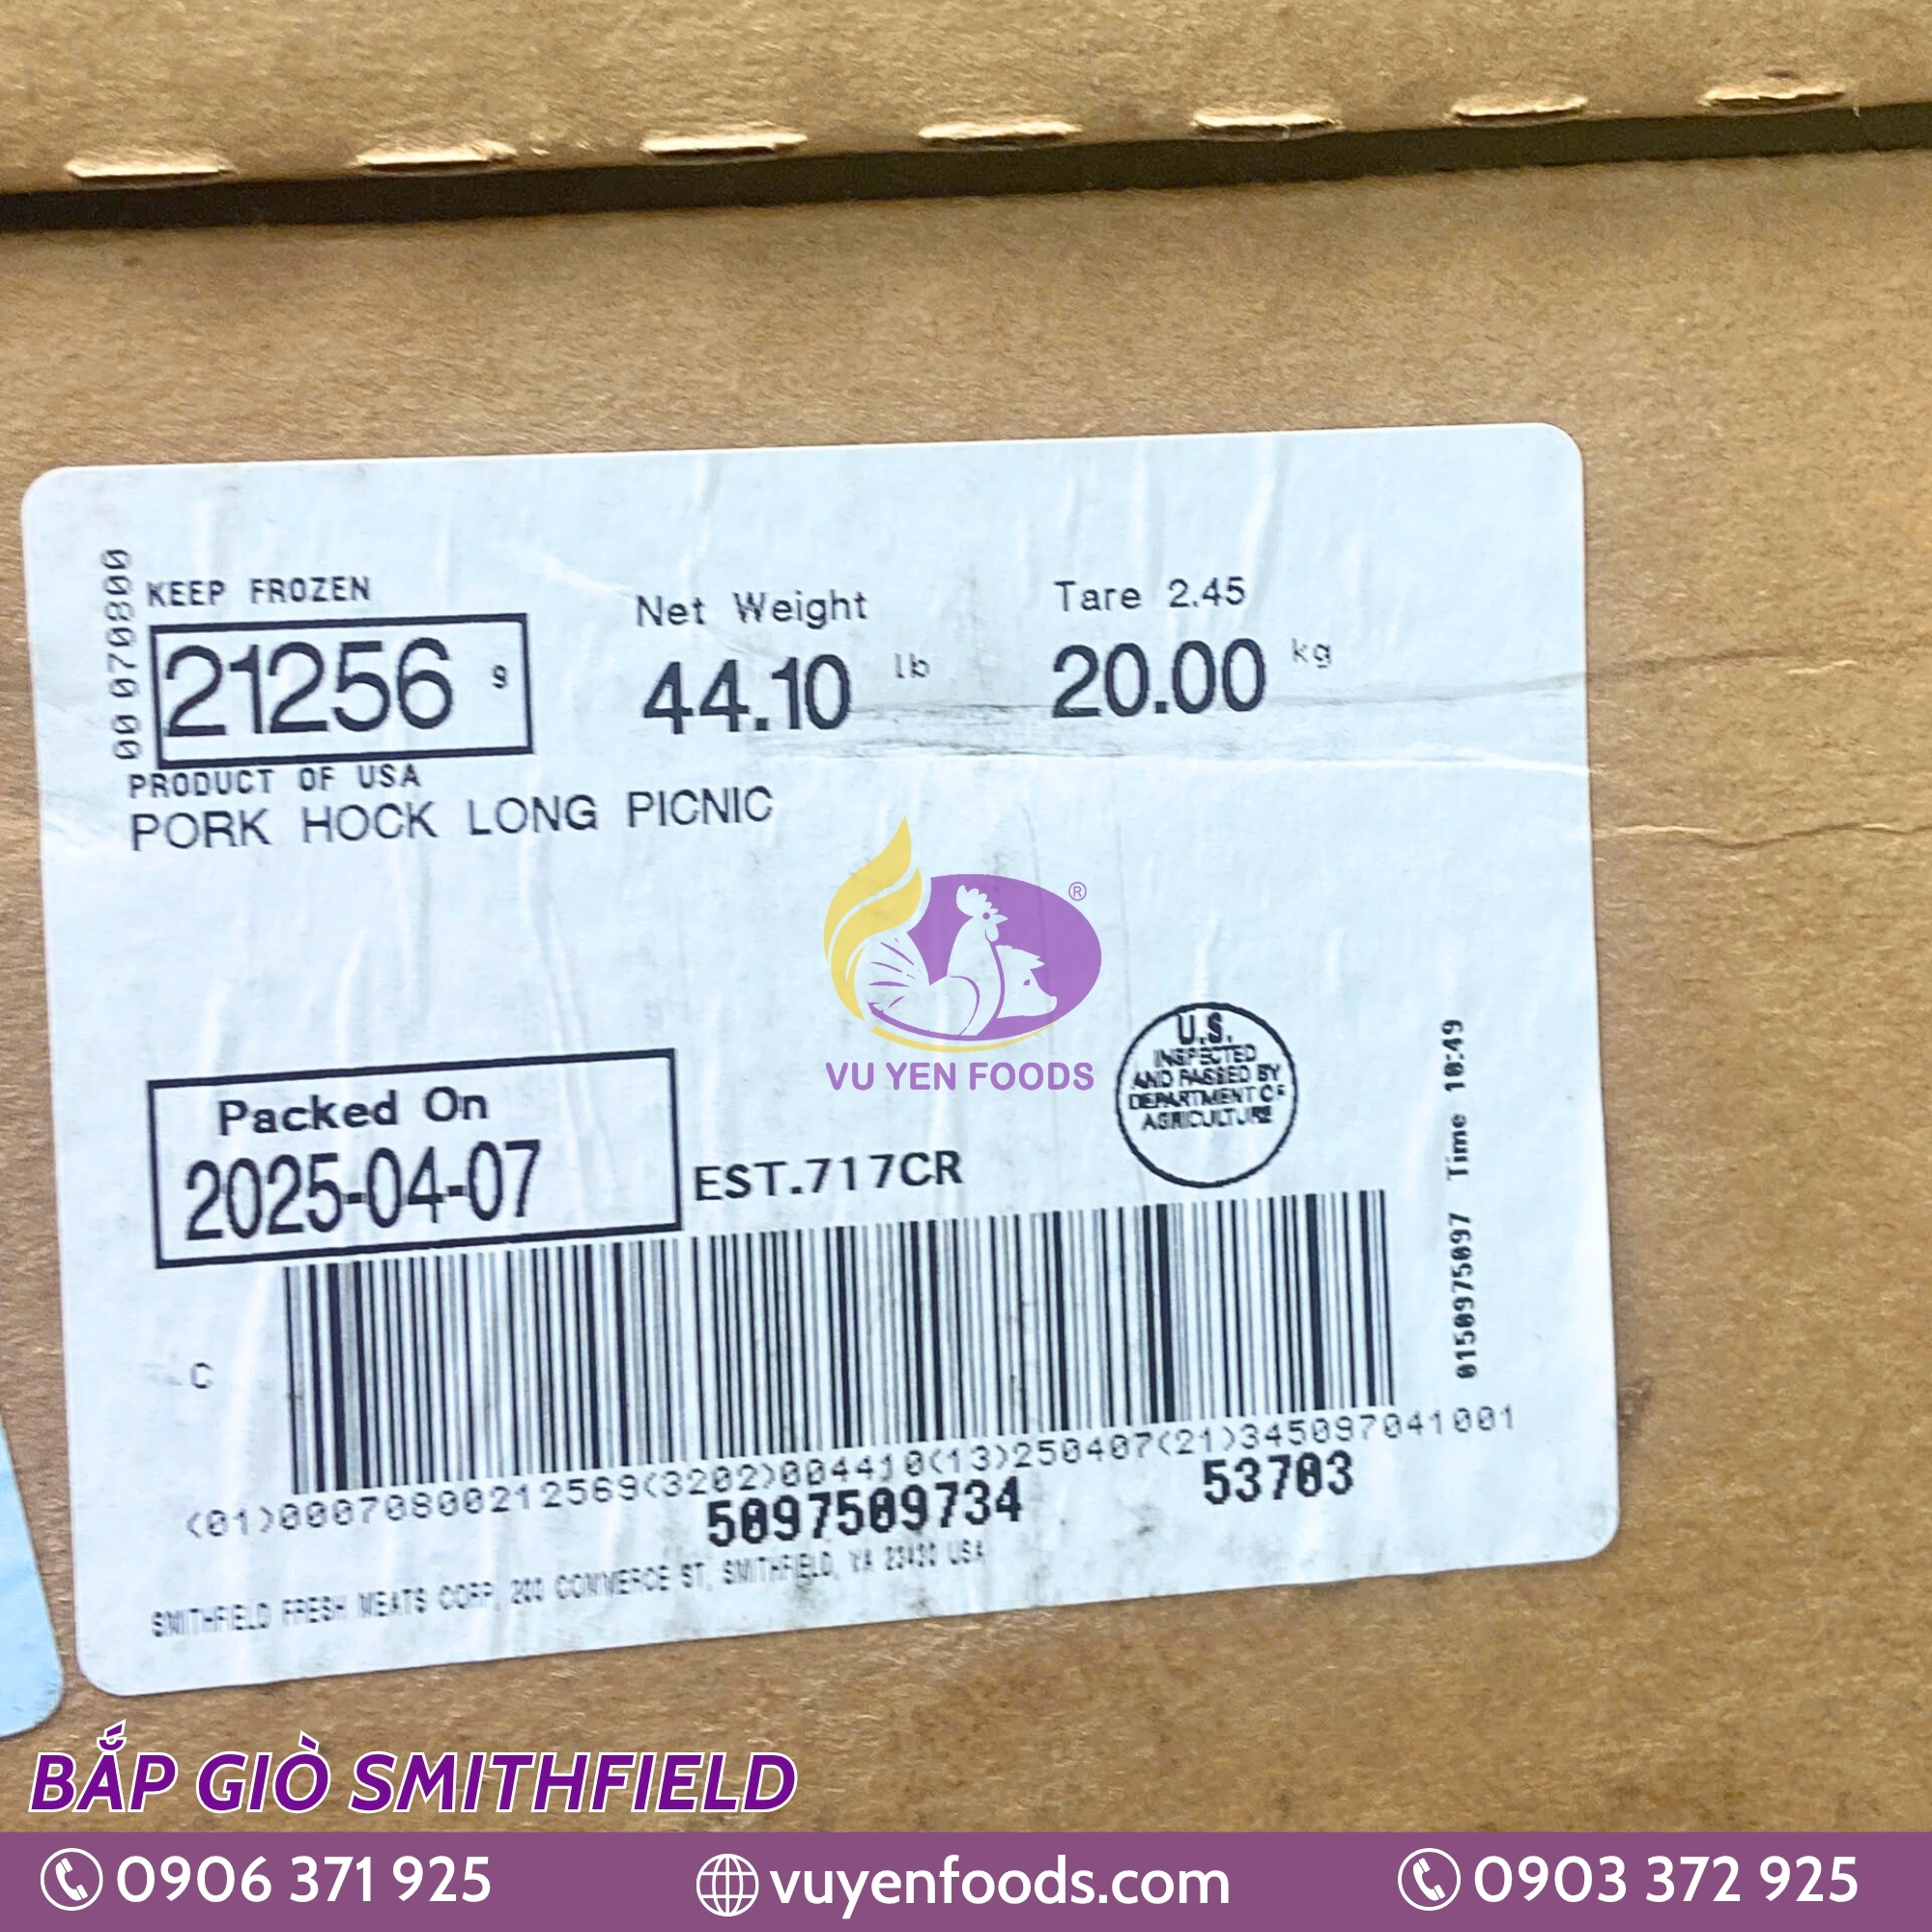 00 070800
KEEP FROZEN
21256 9
Net Weight
44.10 lb
Tare 2.45
20.00 kg
PRODUCT OF USA
PORK HOCK LONG PICNIC
®
VU YEN FOODS
U.S.
INSPECTED
AND PASSED BY
DEPARTMENT OF
AGRICULTURE
Packed On
2025-04-07
EST.717CR
0150975097 Time 10:49
C
(01)00070800212569(3202)004410(13)250407(21)345097041001
5097509734
53703
SMITHFIELD FRESH MEATS CORP, 200 COMMERCE ST, SMITHFIELD, VA 23430 USA
BẮP GIÒ SMITHFIELD
0906 371 925
vuyenfoods.com
0903 372 925